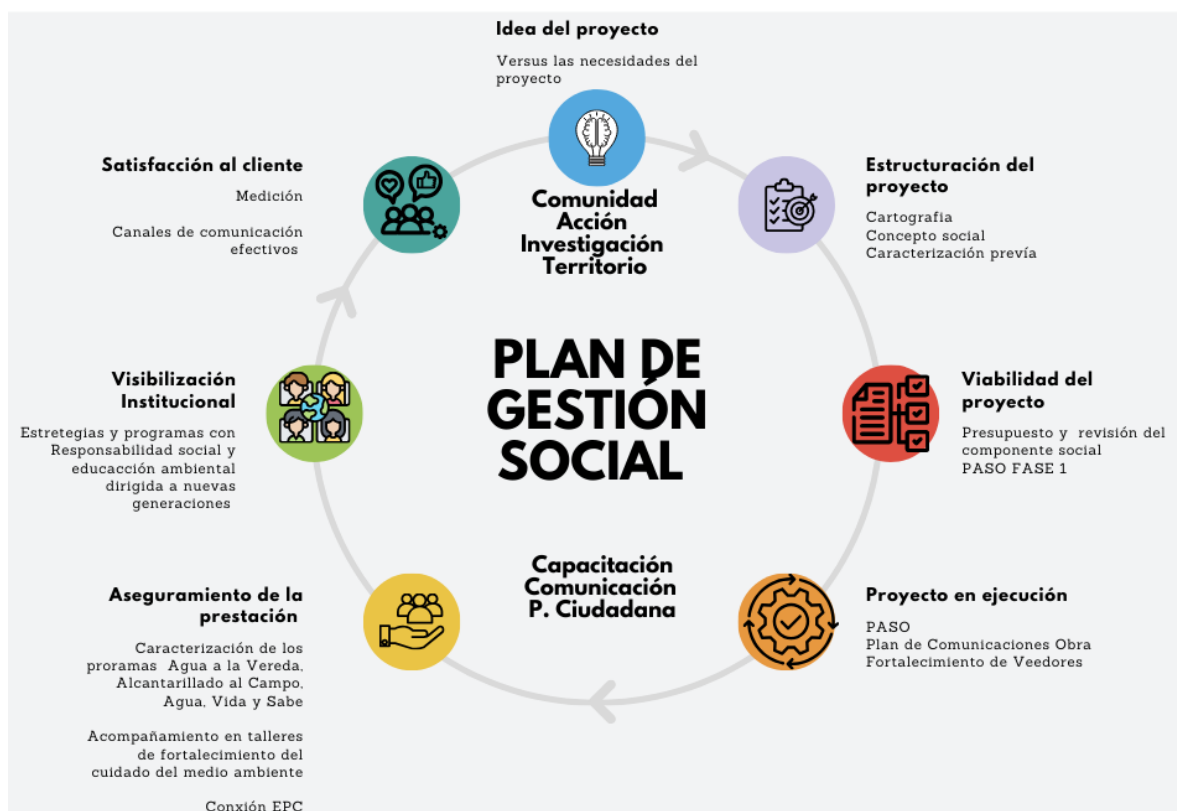 Idea del proyecto
Versus las necesidades del
proyecto
Comunidad
Acción
Investigación
Territorio
Estructuración del
proyecto
Cartografia
Concepto social
Caracterización prevía
Viabilidad del
proyecto
Presupuesto y revisión del
componente social
PASO FASE 1
Proyecto en ejecución
PASO
Plan de Comunicaciones Obra
Fortalecimiento de Veedores
PLAN DE
GESTIÓN
SOCIAL
Capacitación
Comunicación
P. Ciudadana
Aseguramiento de la
prestación
Caracterización de los
proramas Agua a la Vereda,
Alcantarillado al Campo,
Agua, Vida y Sabe
Acompañamiento en talleres
de fortalecimiento del
cuidado del medio ambiente
Conxión EPC
Visibilización
Institucional
Estretegias y programas con
Responsabilidad social y
educacción ambiental
dirigida a nuevas
generaciones
Satisfacción al cliente
Medición
Canales de comunicación
efectivos